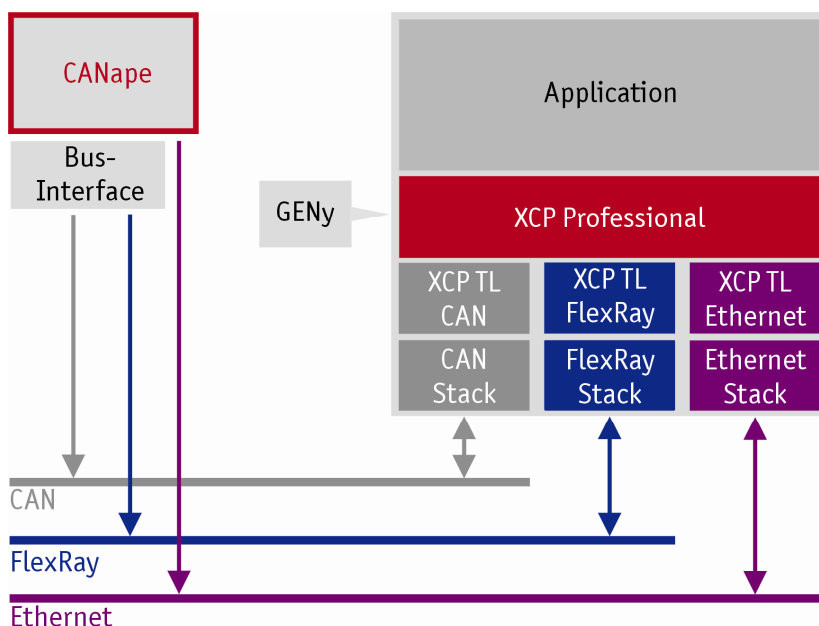 CANape
Bus-
Interface
Application
GENy
XCP Professional
XCP TL
CAN
XCP TL
FlexRay
XCP TL
Ethernet
CAN
Stack
FlexRay
Stack
Ethernet
Stack
CAN
FlexRay
Ethernet